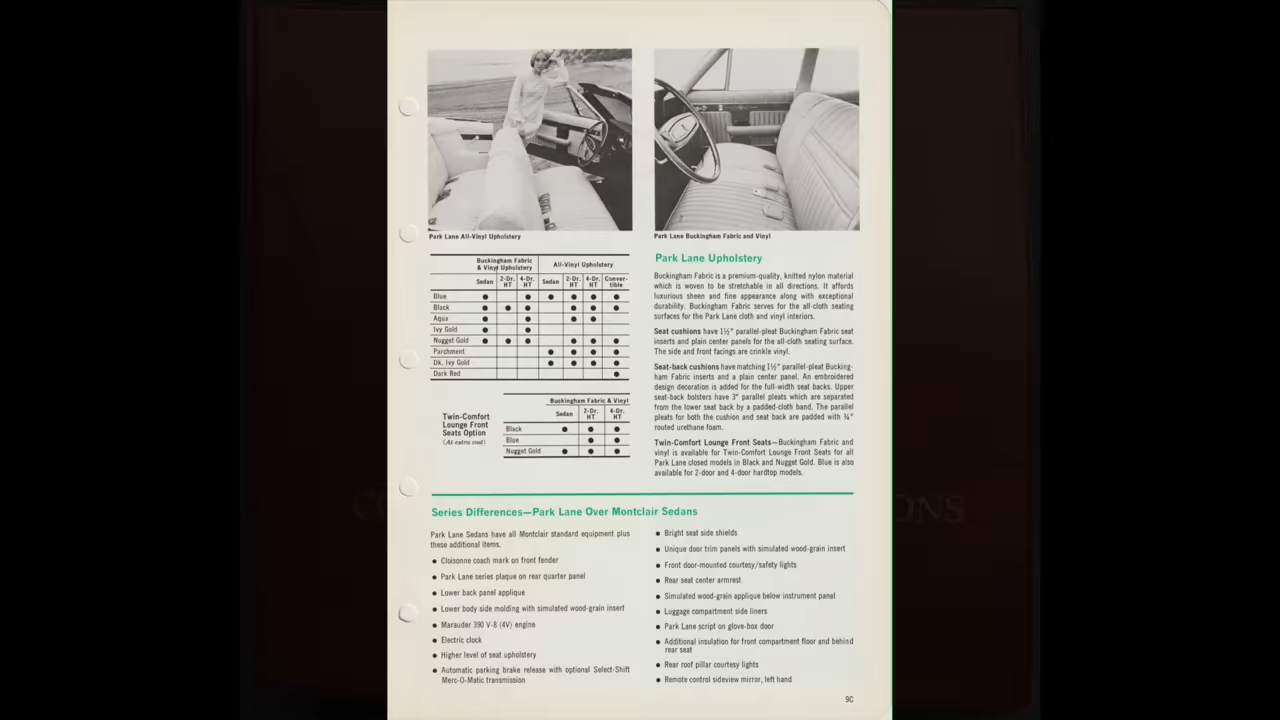 Park Lane All-Vinyl Upholstery
Park Lane Buckingham Fabric and Vinyl
Buckingham Fabric
& Vinyl Upholstery
All-Vinyl Upholstery
Sedan
2-Dr. HT
4-Dr. HT
Sedan
2-Dr. HT
4-Dr. HT
Conver-
tible
Blue
Black
Aqua
Ivy Gold
Nugget Gold
Parchment
Dk. Ivy Gold
Dark Red
Twin-Comfort
Lounge Front
Seats Option
(At extra cost)
Buckingham Fabric & Vinyl
Sedan
2-Dr. HT
4-Dr. HT
Black
Blue
Nugget Gold
Park Lane Upholstery
Buckingham Fabric is a premium-quality, knitted nylon material
which is woven to be stretchable in all directions. It affords
luxurious sheen and fine appearance along with exceptional
durability. Buckingham Fabric serves for the all-cloth seating
surfaces for the Park Lane cloth and vinyl interiors.
Seat cushions have 1½" parallel-pleat Buckingham Fabric seat
inserts and plain center panels for the all-cloth seating surface.
The side and front facings are crinkle vinyl.
Seat-back cushions have matching 1½" parallel-pleat Bucking-
ham Fabric inserts and a plain center panel. An embroidered
design decoration is added for the full-width seat backs. Upper
seat-back bolsters have 3" parallel pleats which are separated
from the lower seat back by a padded-cloth band. The parallel
pleats for both the cushion and seat back are padded with
routed urethane foam.
Twin-Comfort Lounge Front Seats—Buckingham Fabric and
vinyl is available for Twin-Comfort Lounge Front Seats for all
Park Lane closed models in Black and Nugget Gold. Blue is also
available for 2-door and 4-door hardtop models.
Series Differences—Park Lane Over Montclair Sedans
Park Lane Sedans have all Montclair standard equipment plus
these additional items.
● Cloisonne coach mark on front fender
● Park Lane series plaque on rear quarter panel
● Lower back panel applique
● Lower body side molding with simulated wood-grain insert
● Marauder 390 V-8 (4V) engine
● Electric clock
● Higher level of seat upholstery
● Automatic parking brake release with optional Select-Shift
Merc-O-Matic transmission
● Bright seat side shields
● Unique door trim panels with simulated wood-grain insert
● Front door-mounted courtesy/safety lights
● Rear seat center armrest
● Simulated wood-grain applique below instrument panel
● Luggage compartment side liners
● Park Lane script on glove-box door
● Additional insulation for front compartment floor and behind
rear seat
● Rear roof pillar courtesy lights
● Remote control sideview mirror, left hand
9C